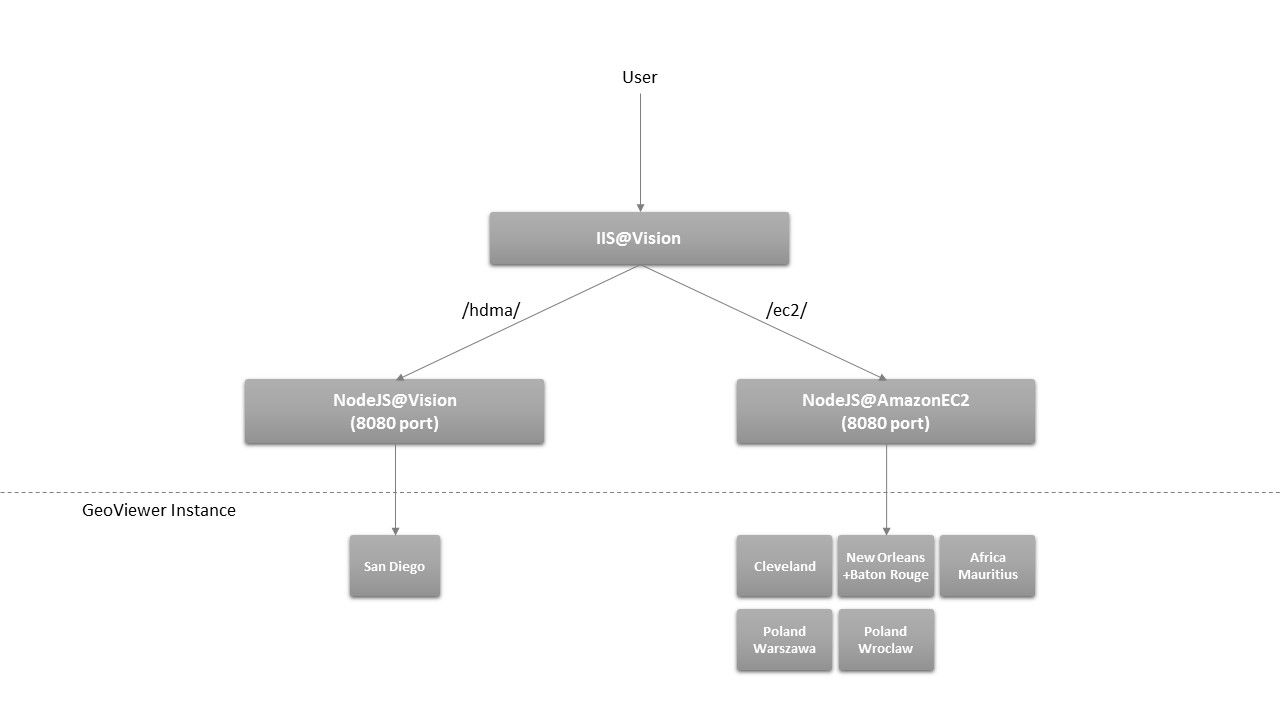 User
IIS@Vision
/hdma/
/ec2/
NodeJS@Vision
(8080 port)
NodeJS@AmazonEC2
(8080 port)
GeoViewer Instance
San Diego
Cleveland
New Orleans
+Baton Rouge
Africa
Mauritius
Poland
Warszawa
Poland
Wroclaw